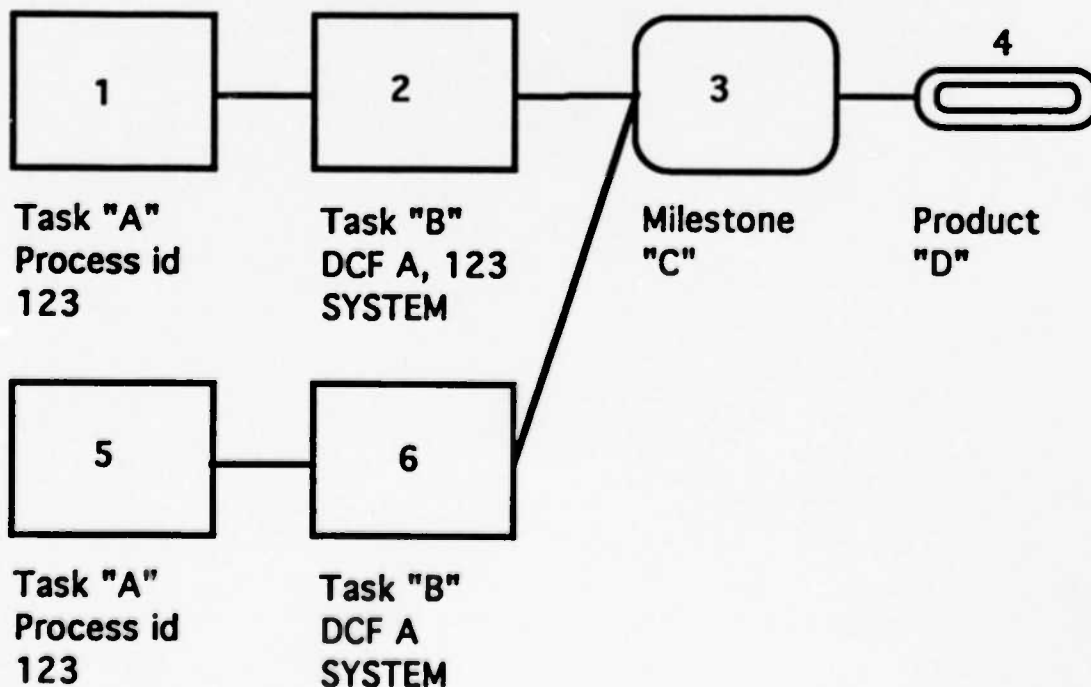 4
1
2
3
Task "A"
Process id
123
Task "B"
DCF A, 123
SYSTEM
Milestone
"C"
Product
"D"
5
6
Task "A"
Process id
123
Task "B"
DCF A
SYSTEM